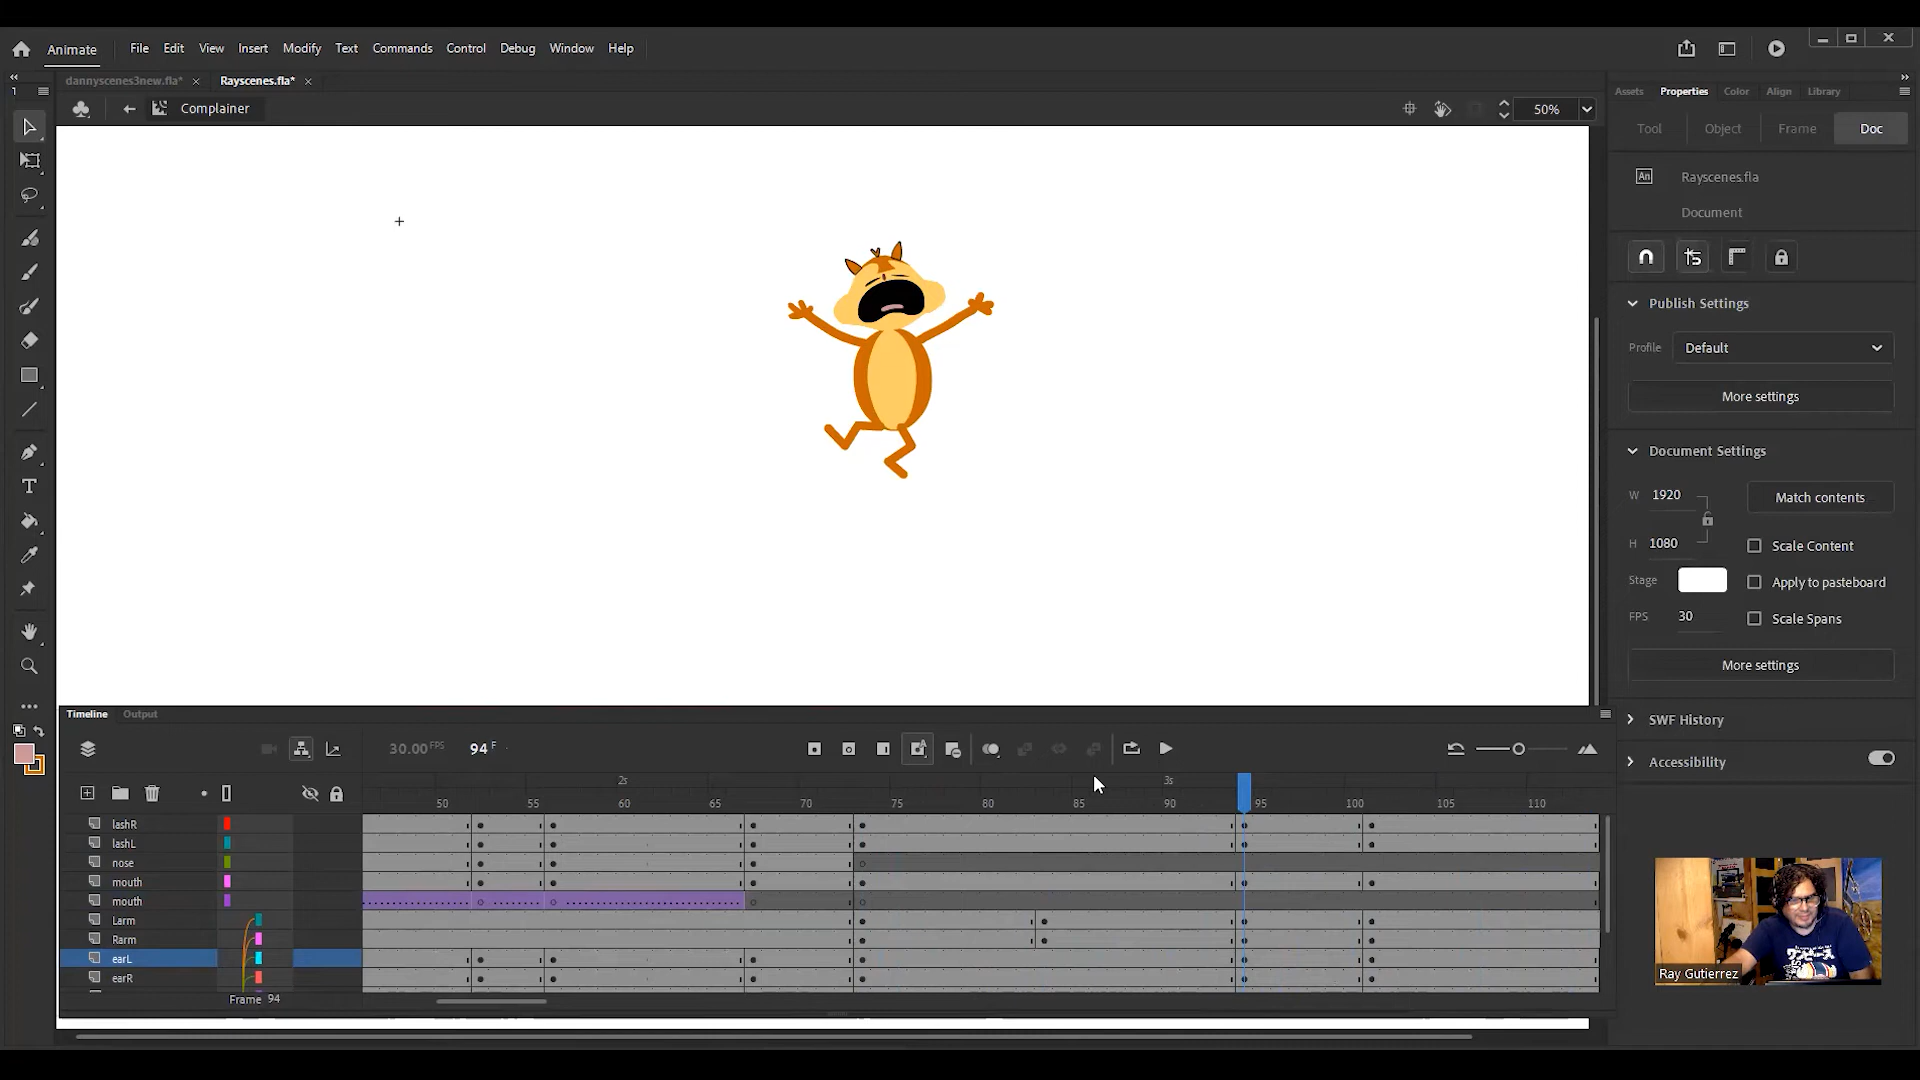 Animate File Edit View Insert Modify Text Commands Control Debug Window Help
dannyscenes3new.fla* × Rayscenes.fla* ×
1 Assets Properties Color Align Library
Complainer 50%
Tool Object Frame Doc
An Rayscenes.fla
Document
Publish Settings
Profile Default
More settings
Document Settings
W 1920 Match contents
H 1080 Scale Content
Stage Apply to pasteboard
FPS 30 Scale Spans
More settings
SWF History
Accessibility
Timeline Output
30.00 FPS 94 F
2s 3s
50 55 60 65 70 75 80 85 90 95 100 105 110
lashR
lashL
nose
mouth
mouth
Larm
Rarm
earL
earR
Frame 94
Ray Gutierrez